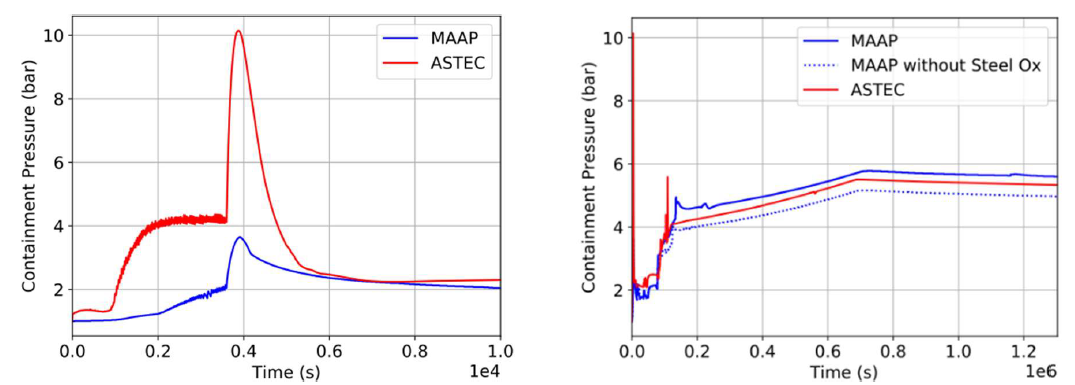 Containment Pressure (bar)
10
8
6
4
2
MAAP
ASTEC
0.0 0.2 0.4 0.6 0.8 1.0
Time (s)
1e4
Containment Pressure (bar)
10
8
6
4
2
MAAP
MAAP without Steel Ox
ASTEC
0.0 0.2 0.4 0.6 0.8 1.0 1.2
Time (s)
1e6